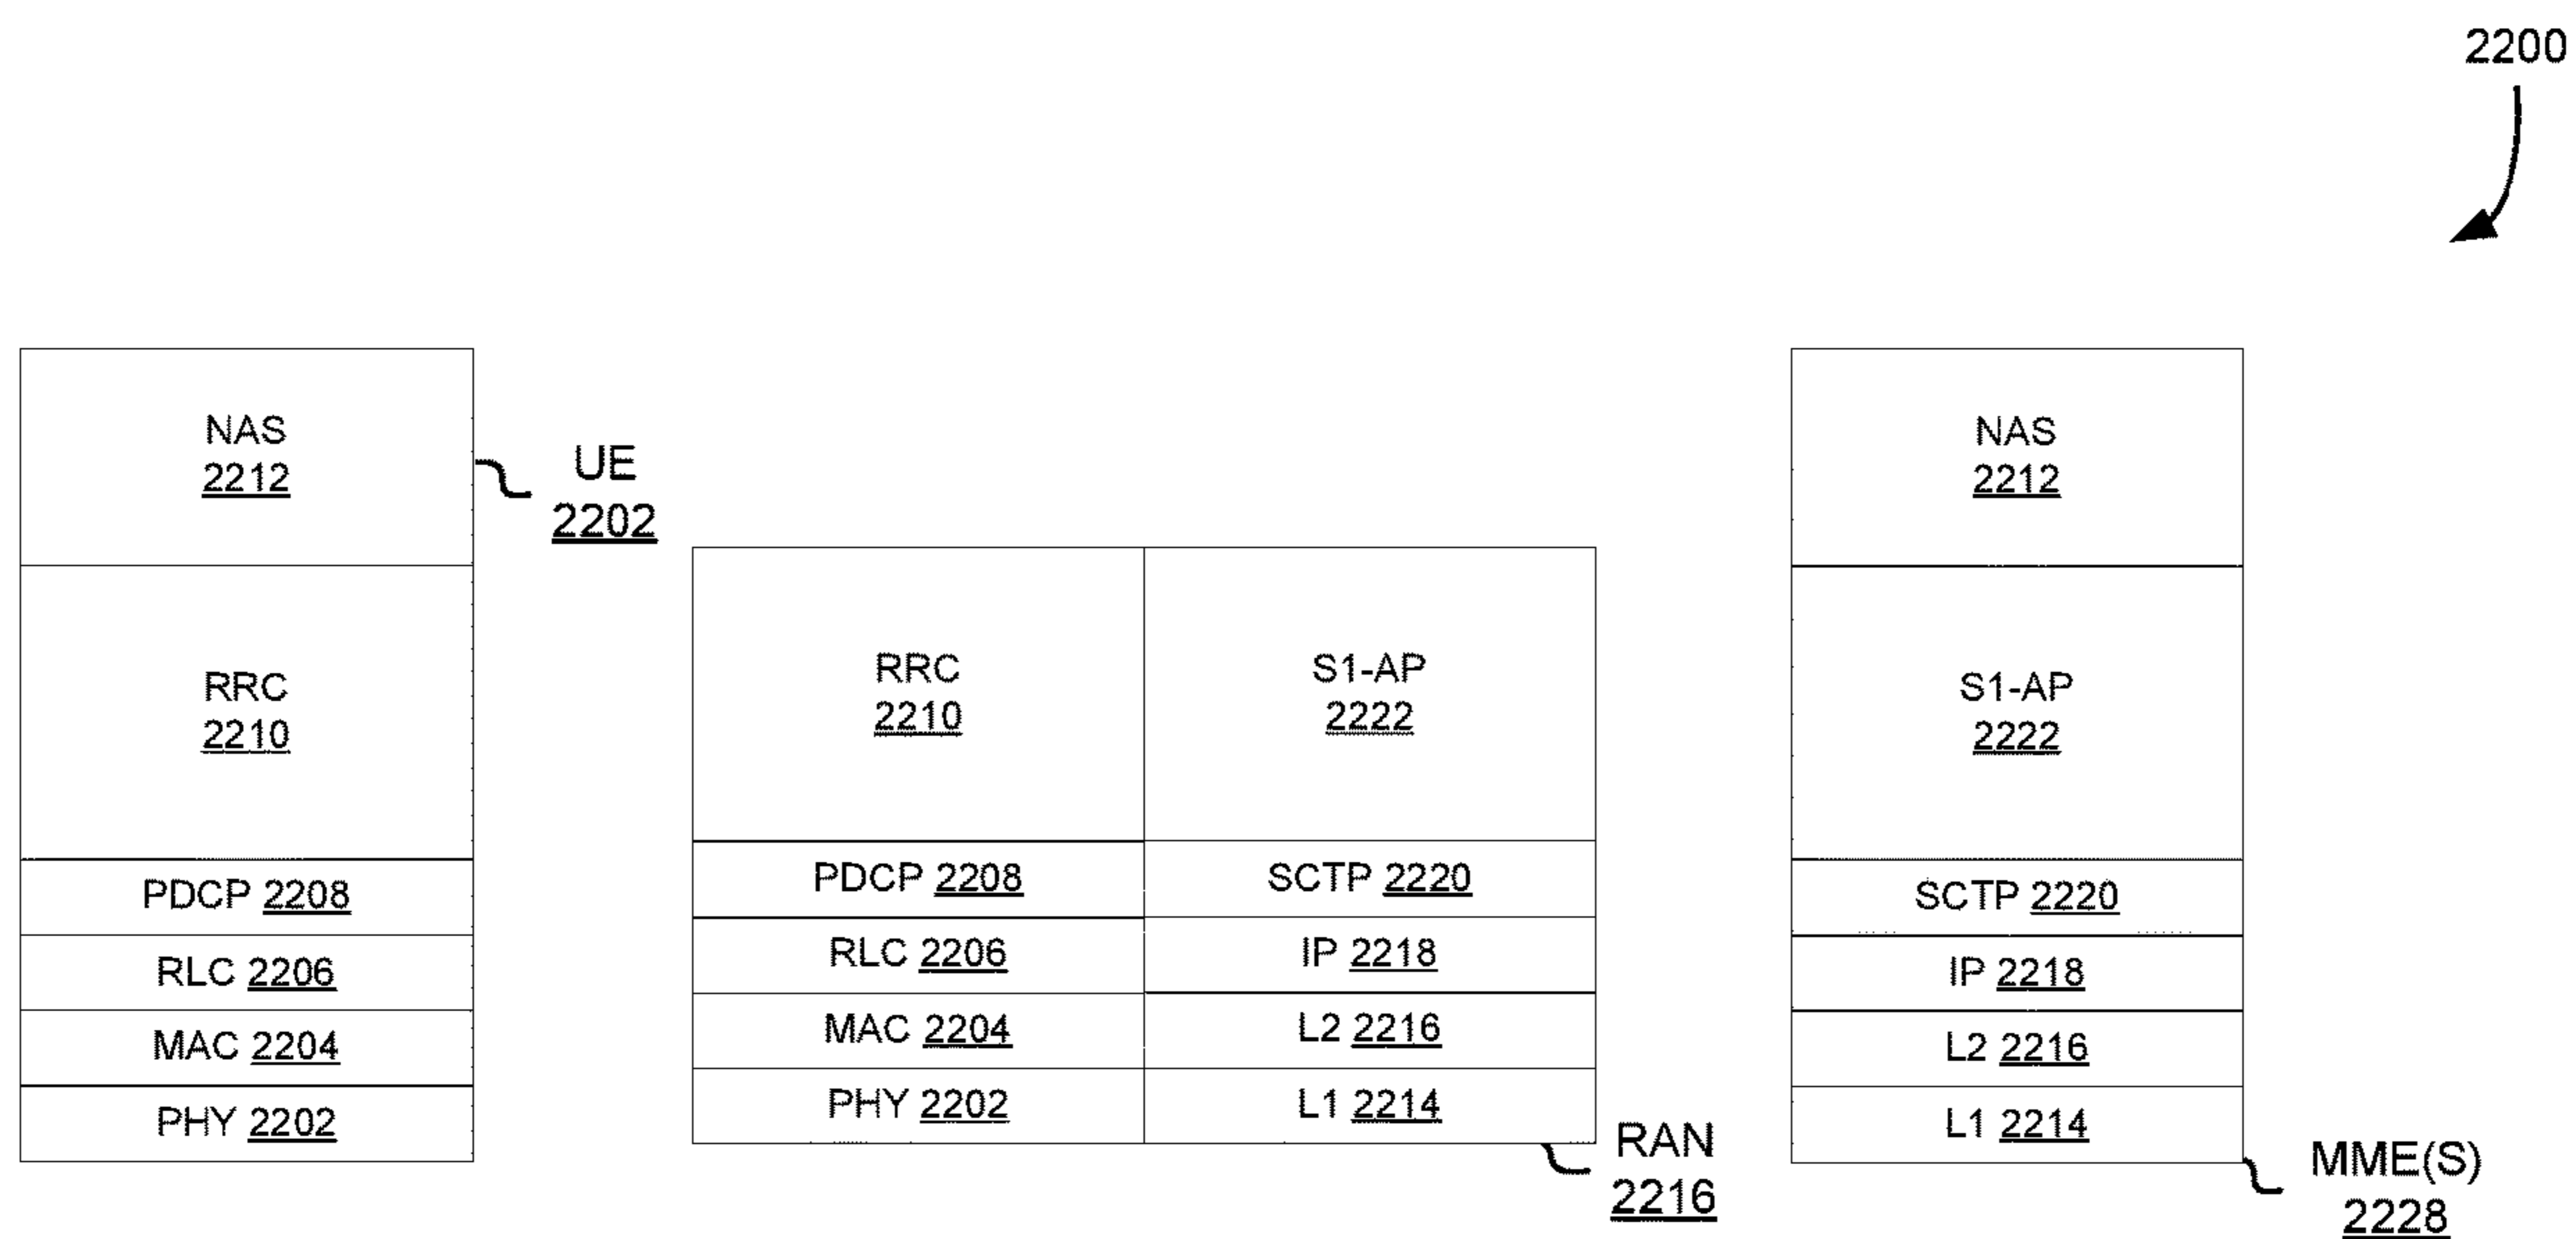 2200
NAS
2212
RRC
2210
PDCP 2208
RLC 2206
MAC 2204
PHY 2202
UE
2202
RRC
2210
PDCP 2208
RLC 2206
MAC 2204
PHY 2202
S1-AP
2222
SCTP 2220
IP 2218
L2 2216
L1 2214
RAN
2216
NAS
2212
S1-AP
2222
SCTP 2220
IP 2218
L2 2216
L1 2214
MME(S)
2228